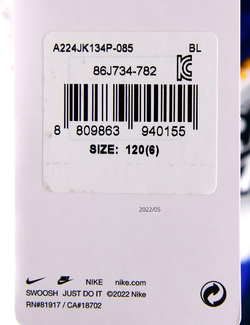 A224JK134P-085 BL
86J734-782
8 809863 940155
SIZE: 120(6)
2022/05
NIKE nike.com
SWOOSH JUST DO IT ©2022 Nike
RN#81917 / CA#18702